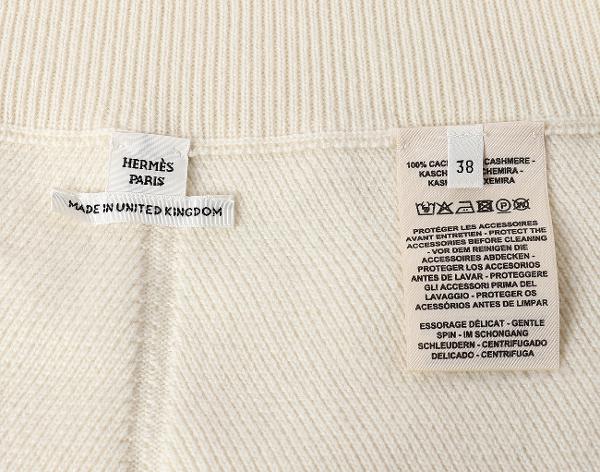 HERMÈS
PARIS
MADE IN UNITED KINGDOM
38
100% CASHMERE -
PROTÉGER LES ACCESSOIRES
AVANT ENTRETIEN - PROTECT THE
ACCESSORIES BEFORE CLEANING
- VOR DEM REINIGEN DIE
ACCESSOIRES ABDECKEN -
PROTEGER LOS ACCESORIOS
ANTES DE LAVAR - PROTEGGERE
GLI ACCESSORI PRIMA DEL
LAVAGGIO - PROTEGER OS
ACESSÓRIOS ANTES DE LIMPAR
ESSORAGE DÉLICAT - GENTLE
SPIN - IM SCHONGANG
SCHLEUDERN - CENTRIFUGADO
DELICADO - CENTRIFUGA